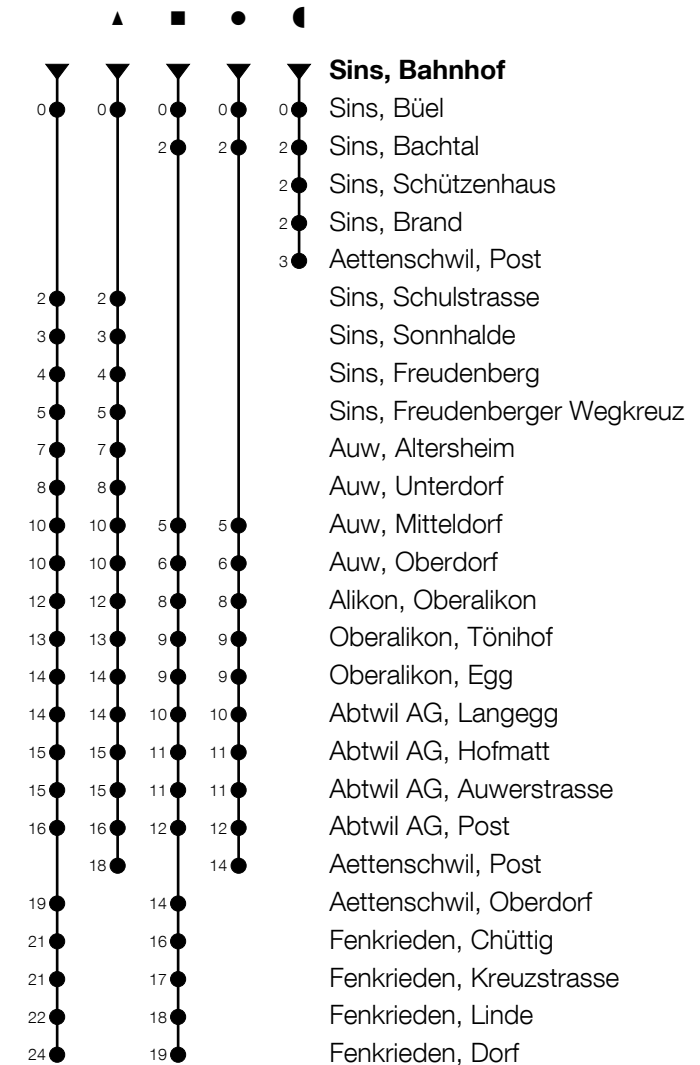 Sins, Bahnhof
0 0 0 0 0 Sins, Büel
2 2 2 Sins, Bachtal
2 Sins, Schützenhaus
2 Sins, Brand
3 Aettenschwil, Post
2 2 Sins, Schulstrasse
3 3 Sins, Sonnhalde
4 4 Sins, Freudenberg
5 5 Sins, Freudenberger Wegkreuz
7 7 Auw, Altersheim
8 8 Auw, Unterdorf
10 10 5 5 Auw, Mitteldorf
10 10 6 6 Auw, Oberdorf
12 12 8 8 Alikon, Oberalikon
13 13 9 9 Oberalikon, Tönihof
14 14 9 9 Oberalikon, Egg
14 14 10 10 Abtwil AG, Langegg
15 15 11 11 Abtwil AG, Hofmatt
15 15 11 11 Abtwil AG, Auwerstrasse
16 16 12 12 Abtwil AG, Post
18 14 Aettenschwil, Post
19 14 Aettenschwil, Oberdorf
21 16 Fenkrieden, Chüttig
21 17 Fenkrieden, Kreuzstrasse
22 18 Fenkrieden, Linde
24 19 Fenkrieden, Dorf